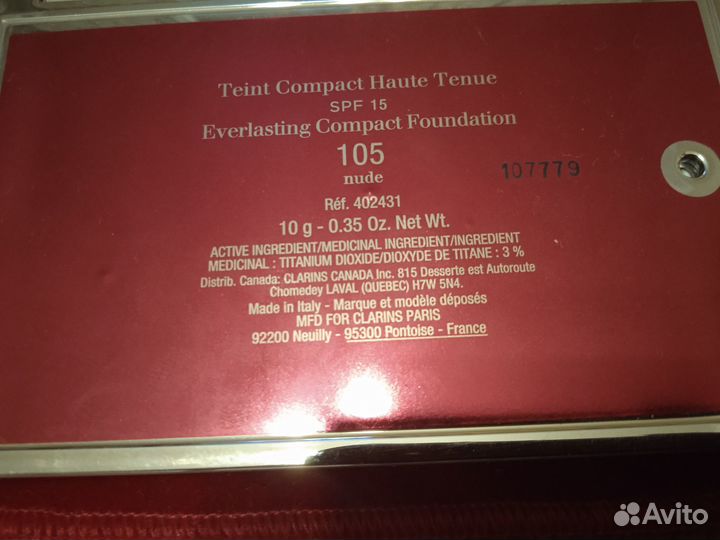 Teint Compact Haute Tenue
SPF 15
Everlasting Compact Foundation
105
nude
107779
Réf. 402431
10 g - 0.35 Oz. Net Wt.
ACTIVE INGREDIENT/MEDICINAL INGREDIENT/INGREDIENT
MEDICINAL : TITANIUM DIOXIDE/DIOXYDE DE TITANE : 3 %
Distrib. Canada: CLARINS CANADA Inc. 815 Desserte est Autoroute
Chomedey LAVAL (QUEBEC) H7W 5N4.
Made in Italy - Marque et modèle déposés
MFD FOR CLARINS PARIS
92200 Neuilly - 95300 Pontoise - France
Avito